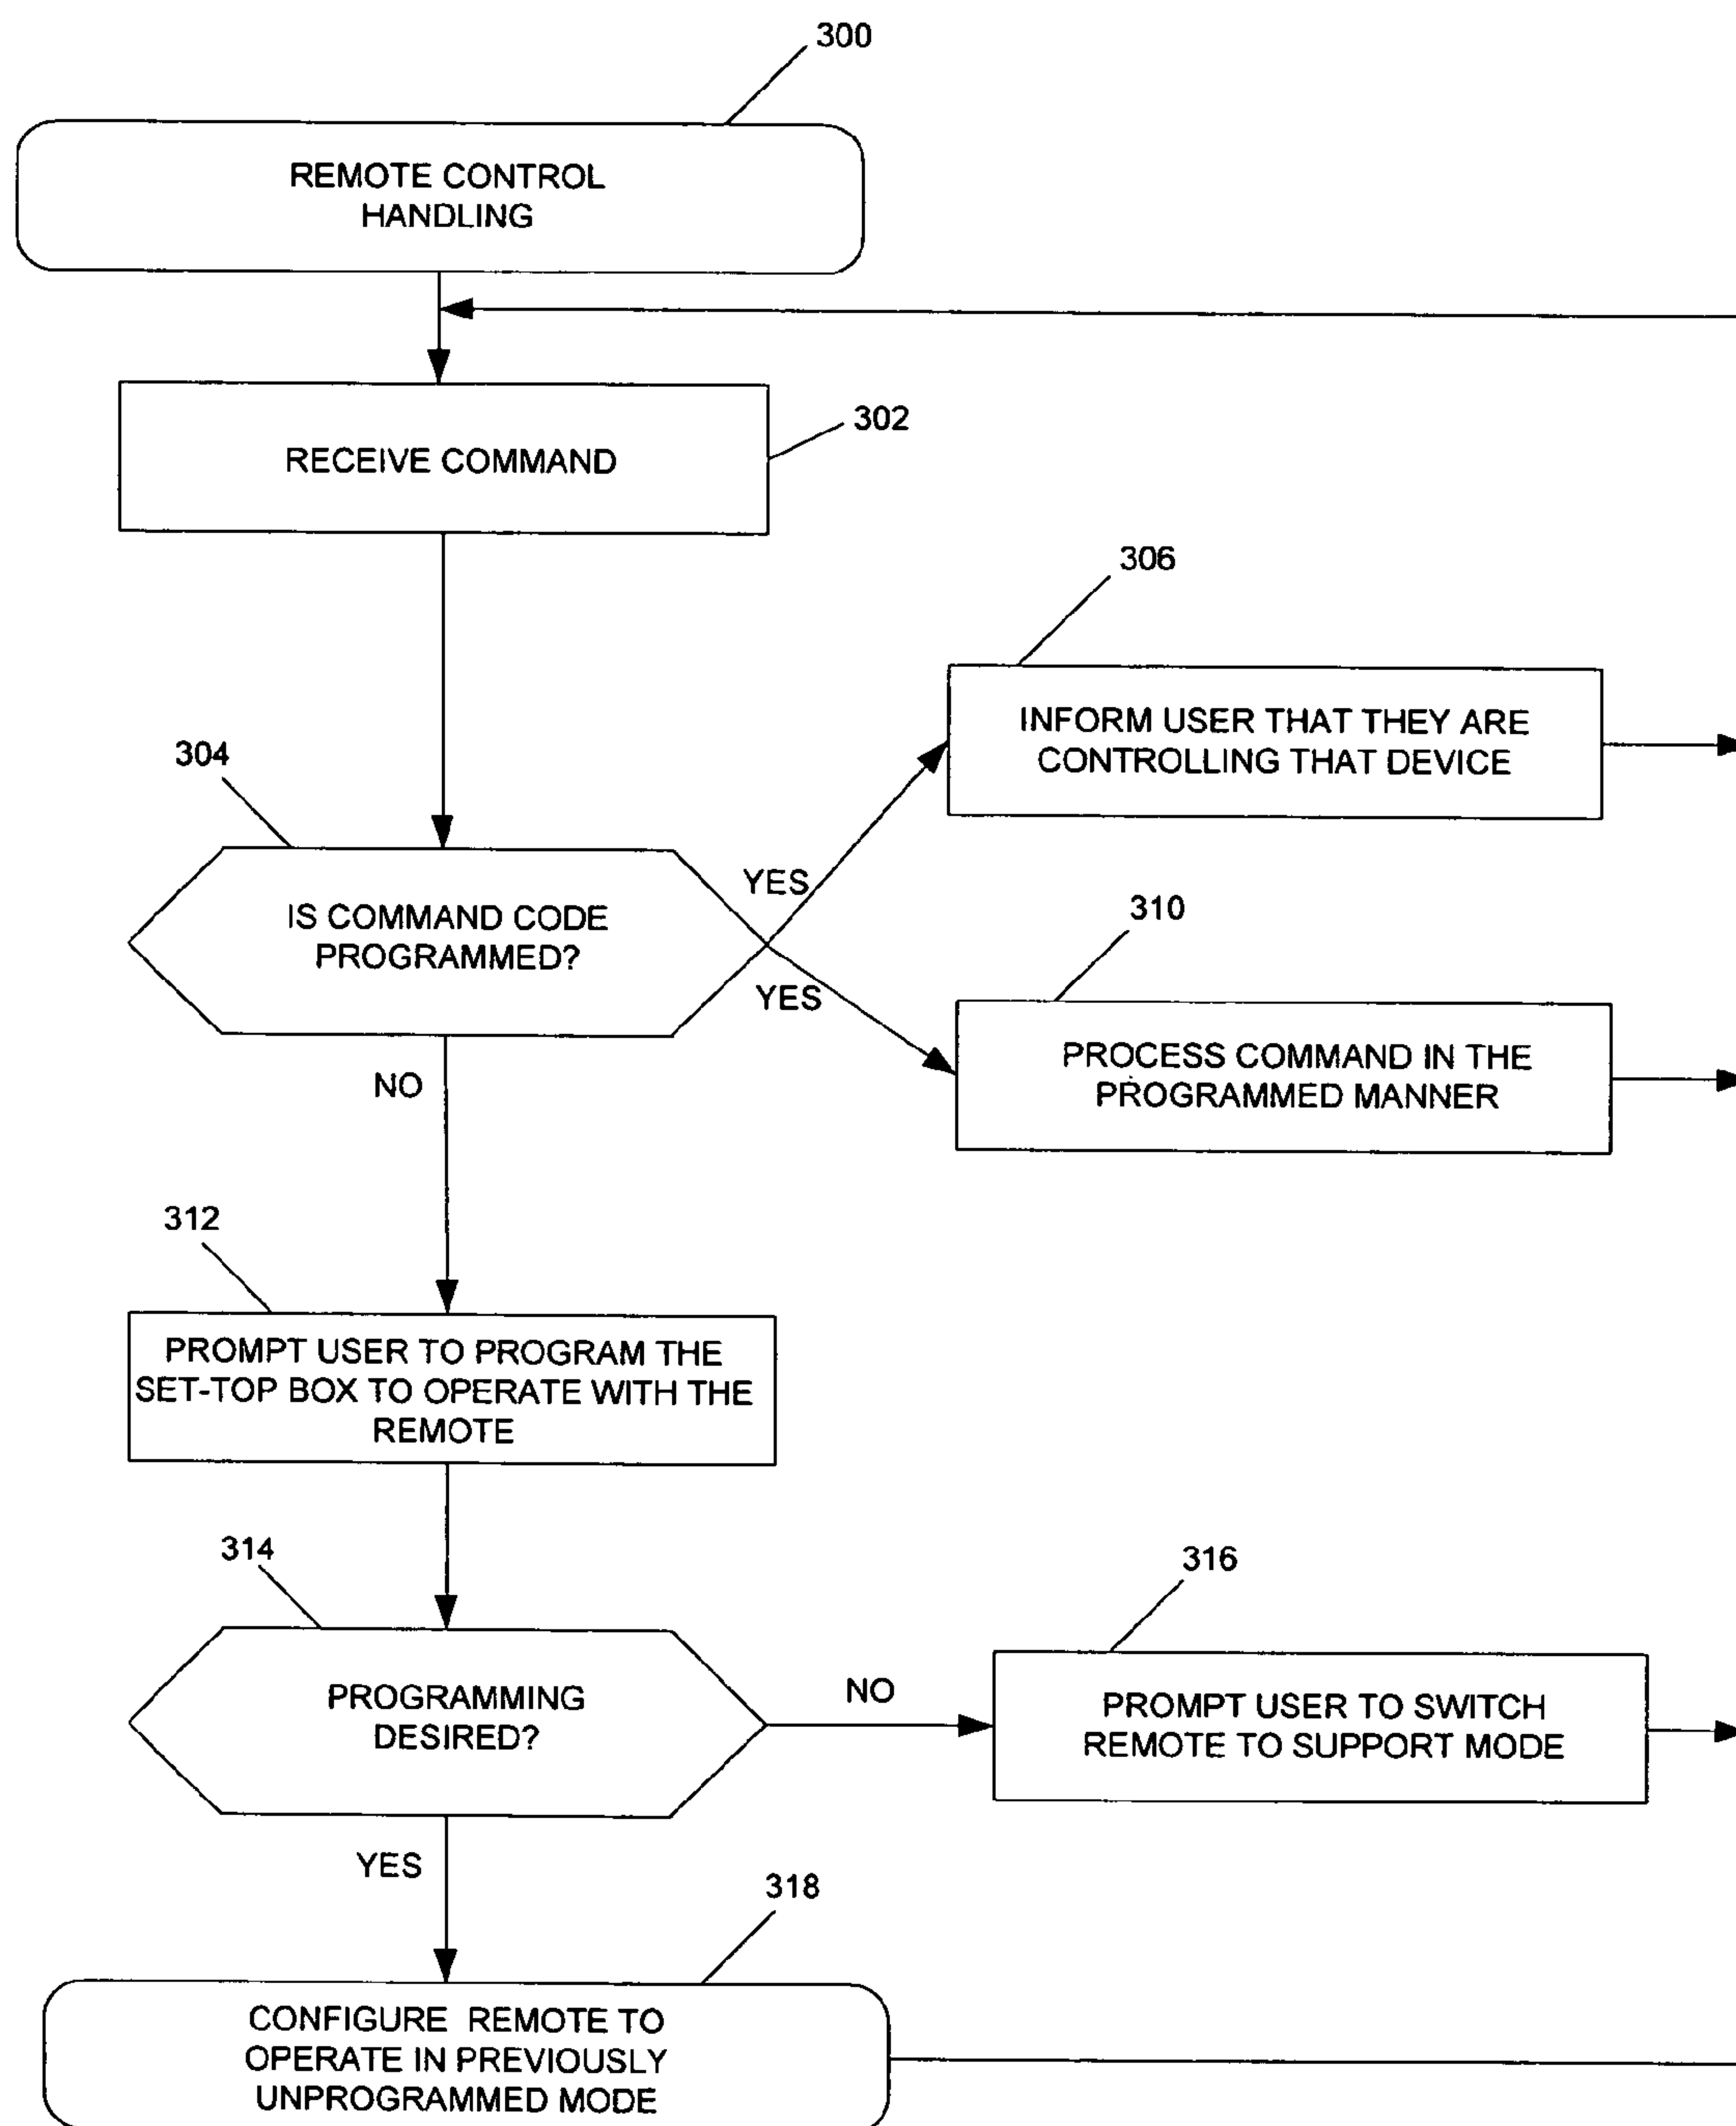 300
REMOTE CONTROL
HANDLING
302
RECEIVE COMMAND
306
INFORM USER THAT THEY ARE
CONTROLLING THAT DEVICE
304
IS COMMAND CODE
PROGRAMMED?
YES
YES
310
PROCESS COMMAND IN THE
PROGRAMMED MANNER
NO
312
PROMPT USER TO PROGRAM THE
SET-TOP BOX TO OPERATE WITH THE
REMOTE
314
PROGRAMMING
DESIRED?
NO
316
PROMPT USER TO SWITCH
REMOTE TO SUPPORT MODE
YES
318
CONFIGURE REMOTE TO
OPERATE IN PREVIOUSLY
UNPROGRAMMED MODE